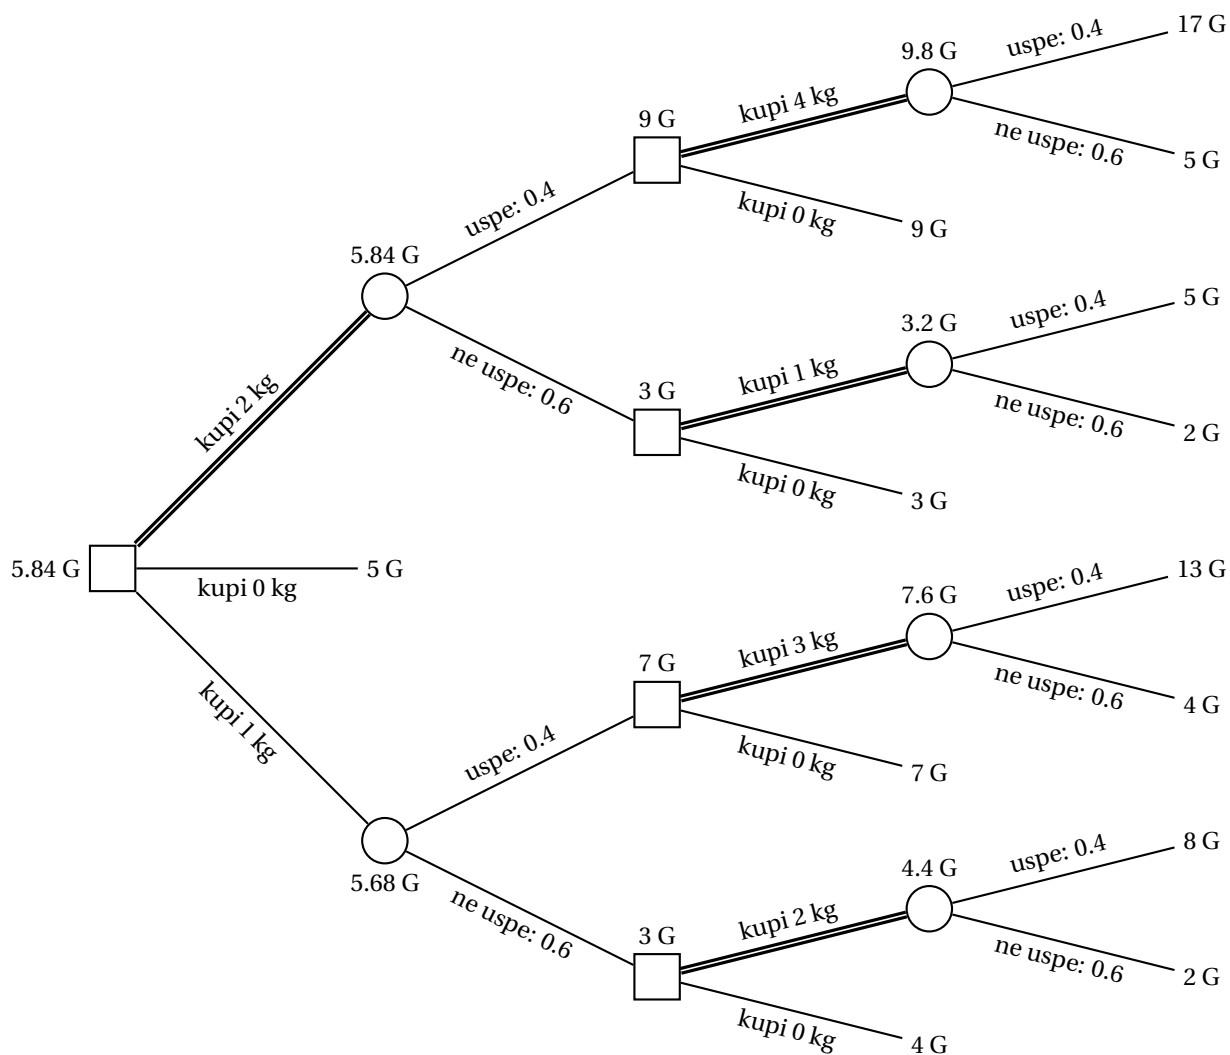 17 G
uspe: 0.4
9.8 G
kupi 4 kg
ne uspe: 0.6
5 G
9 G
kupi 0 kg
9 G
uspe: 0.4
5.84 G
5 G
uspe: 0.4
3.2 G
kupi 1 kg
ne uspe: 0.6
2 G
ne uspe: 0.6
3 G
kupi 0 kg
3 G
kupi 2 kg
5.84 G
kupi 0 kg
5 G
13 G
uspe: 0.4
7.6 G
kupi 3 kg
ne uspe: 0.6
4 G
7 G
kupi 0 kg
7 G
kupi 1 kg
uspe: 0.4
5.68 G
8 G
uspe: 0.4
4.4 G
kupi 2 kg
ne uspe: 0.6
2 G
ne uspe: 0.6
3 G
kupi 0 kg
4 G